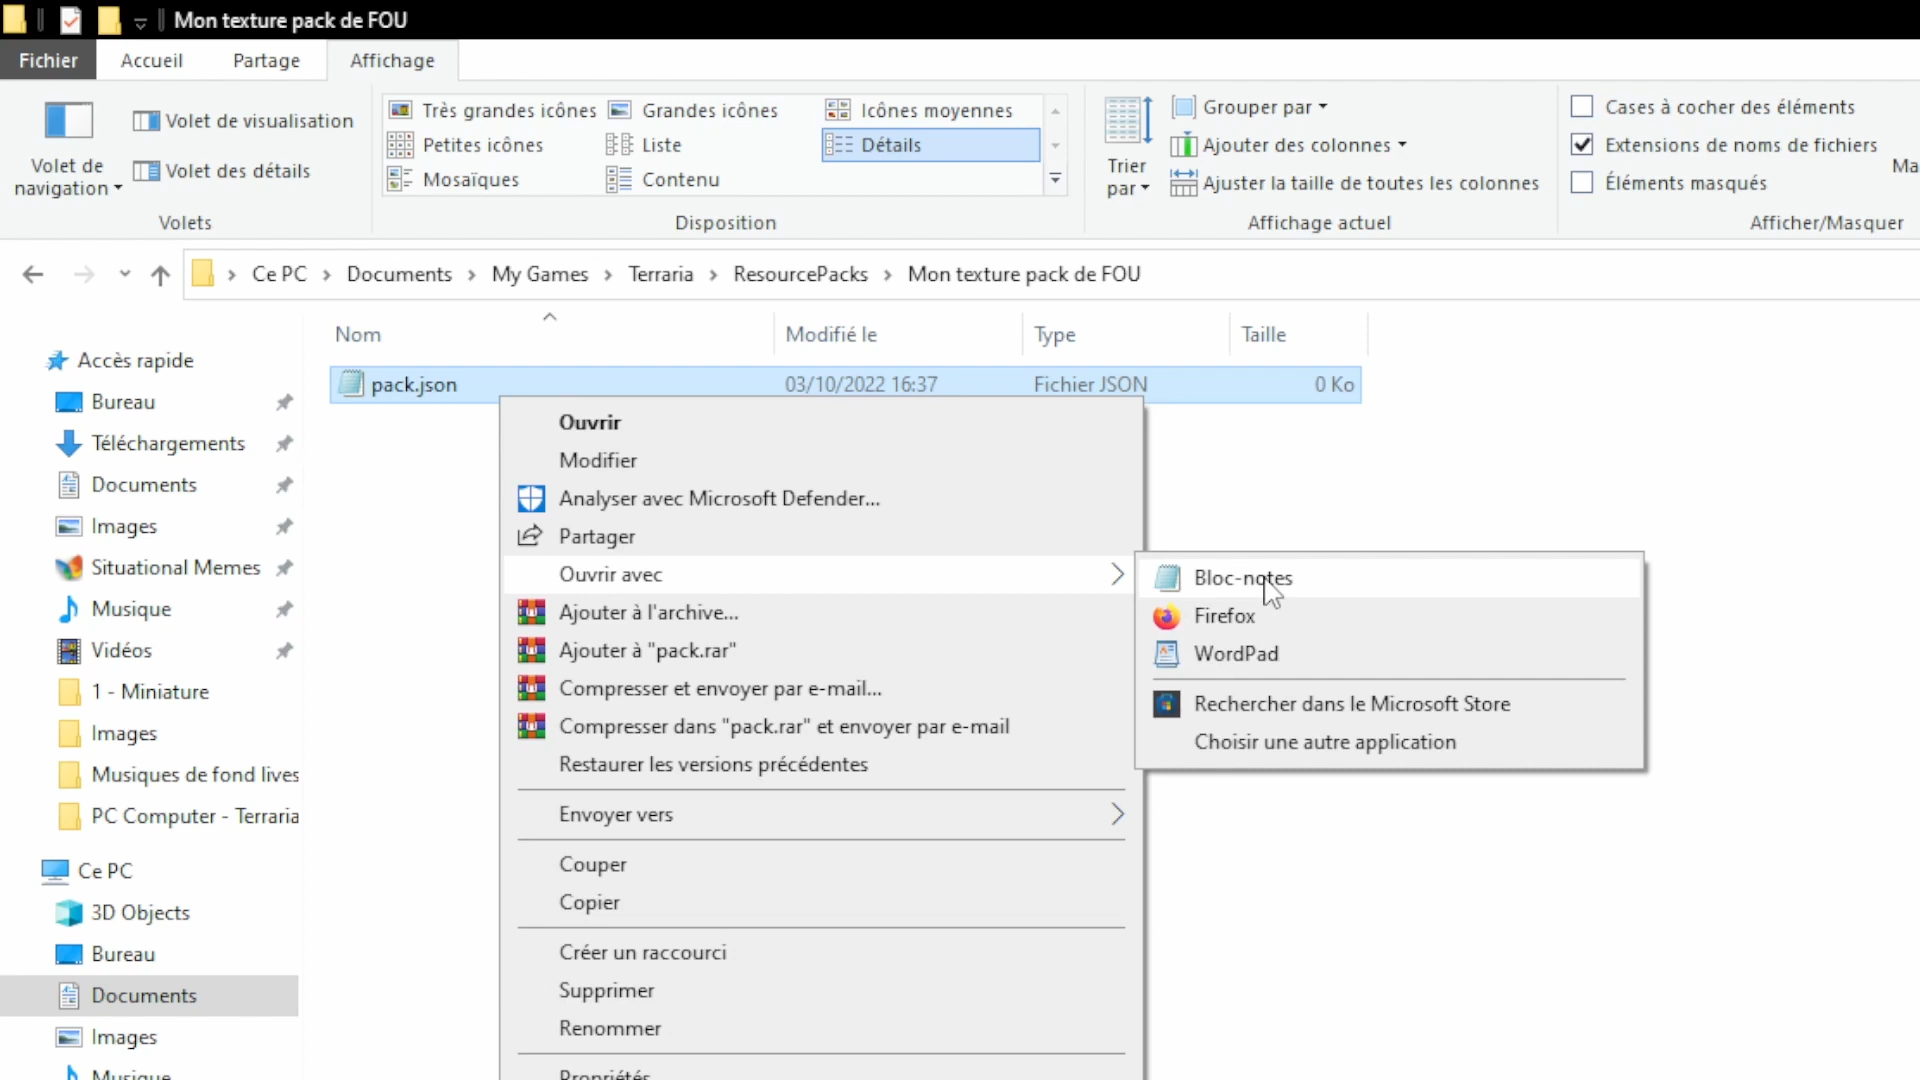 Mon texture pack de FOU
Fichier Accueil Partage Affichage
Volet de navigation
Volet de visualisation
Volet des détails
Volets
Très grandes icônes Grandes icônes Icônes moyennes
Petites icônes Liste Détails
Mosaïques Contenu
Disposition
Trier par
Grouper par
Ajouter des colonnes
Ajuster la taille de toutes les colonnes
Affichage actuel
Cases à cocher des éléments
Extensions de noms de fichiers
Éléments masqués
Ma
Afficher/Masquer
Ce PC › Documents › My Games › Terraria › ResourcePacks › Mon texture pack de FOU
Nom Modifié le Type Taille
pack.json 03/10/2022 16:37 Fichier JSON 0 Ko
Accès rapide
Bureau
Téléchargements
Documents
Images
Situational Memes
Musique
Vidéos
1 - Miniature
Images
Musiques de fond lives
PC Computer - Terraria
Ce PC
3D Objects
Bureau
Documents
Images
Musique
Ouvrir
Modifier
Analyser avec Microsoft Defender...
Partager
Ouvrir avec
Ajouter à l'archive...
Ajouter à "pack.rar"
Compresser et envoyer par e-mail...
Compresser dans "pack.rar" et envoyer par e-mail
Restaurer les versions précédentes
Envoyer vers
Couper
Copier
Créer un raccourci
Supprimer
Renommer
Propriétés
Bloc-notes
Firefox
WordPad
Rechercher dans le Microsoft Store
Choisir une autre application